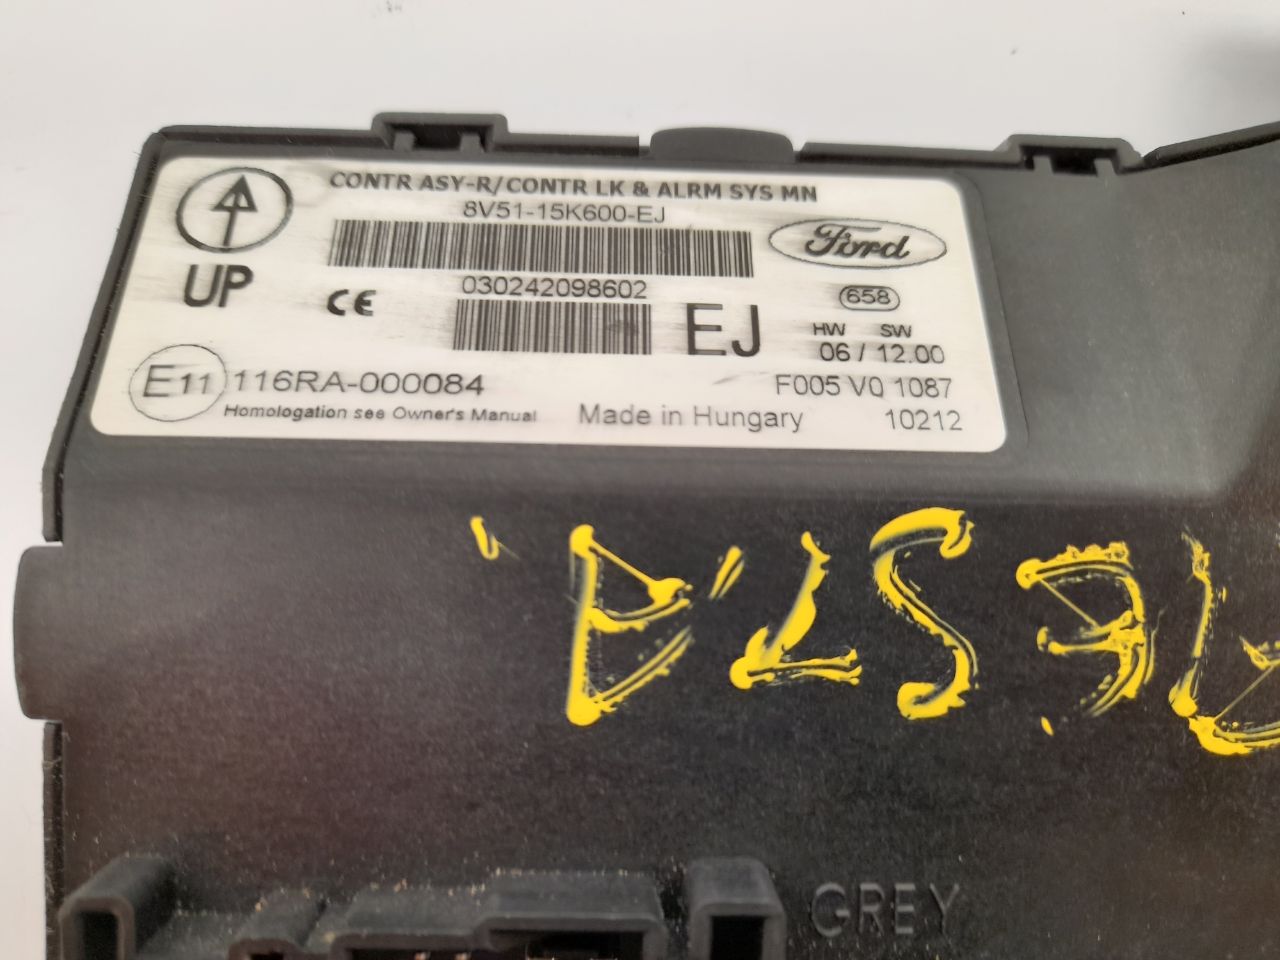 CONTR ASY-R/CONTR LK & ALRM SYS MN
8V51-15K600-EJ
Ford
UP
CE
030242098602
EJ
658
HW SW
06 / 12.00
E11 116RA-000084
F005 V0 1087
Homologation see Owner's Manual
Made in Hungary
10212
GREY